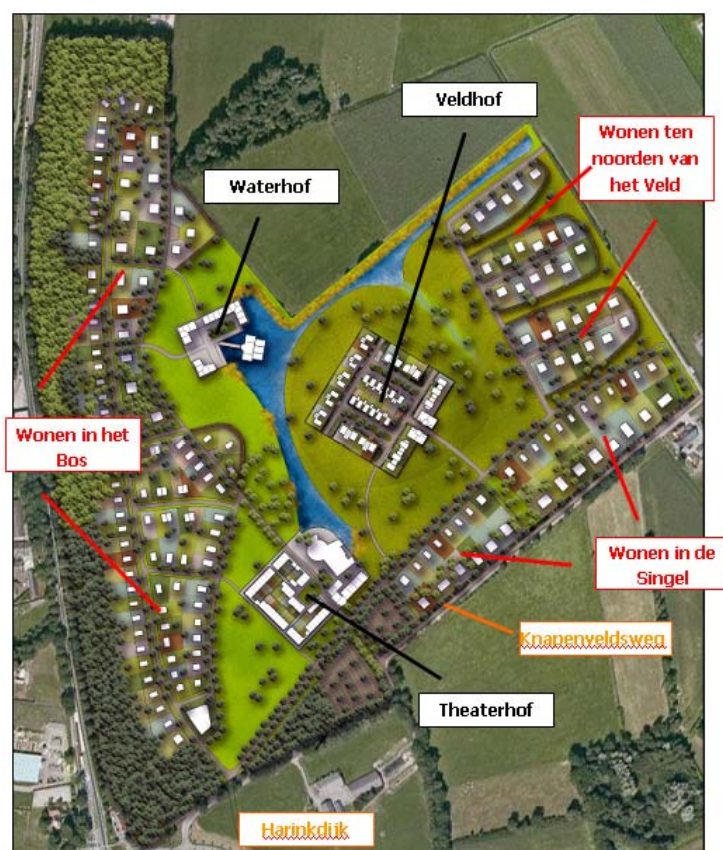 Veldhof
Wonen ten
noorden van
het Veld
Waterhof
Wonen in het
Bos
Wonen in de
Singel
Knapenveldsweg
Theaterhof
Harinkdijk